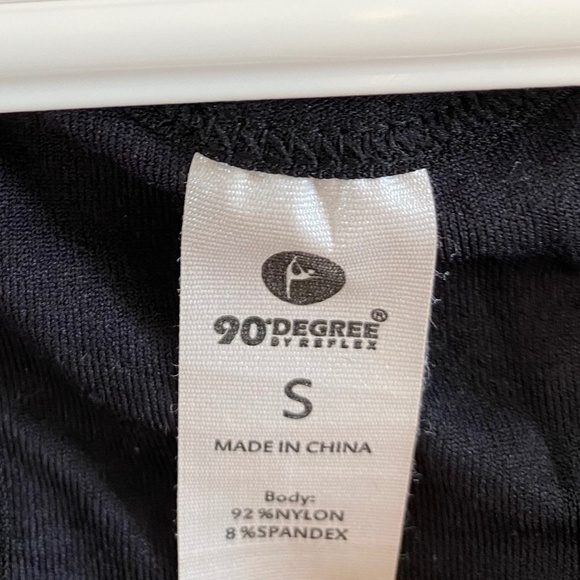 90°DEGREE®
BY REFLEX
S
MADE IN CHINA
Body:
92%NYLON
8%SPANDEX